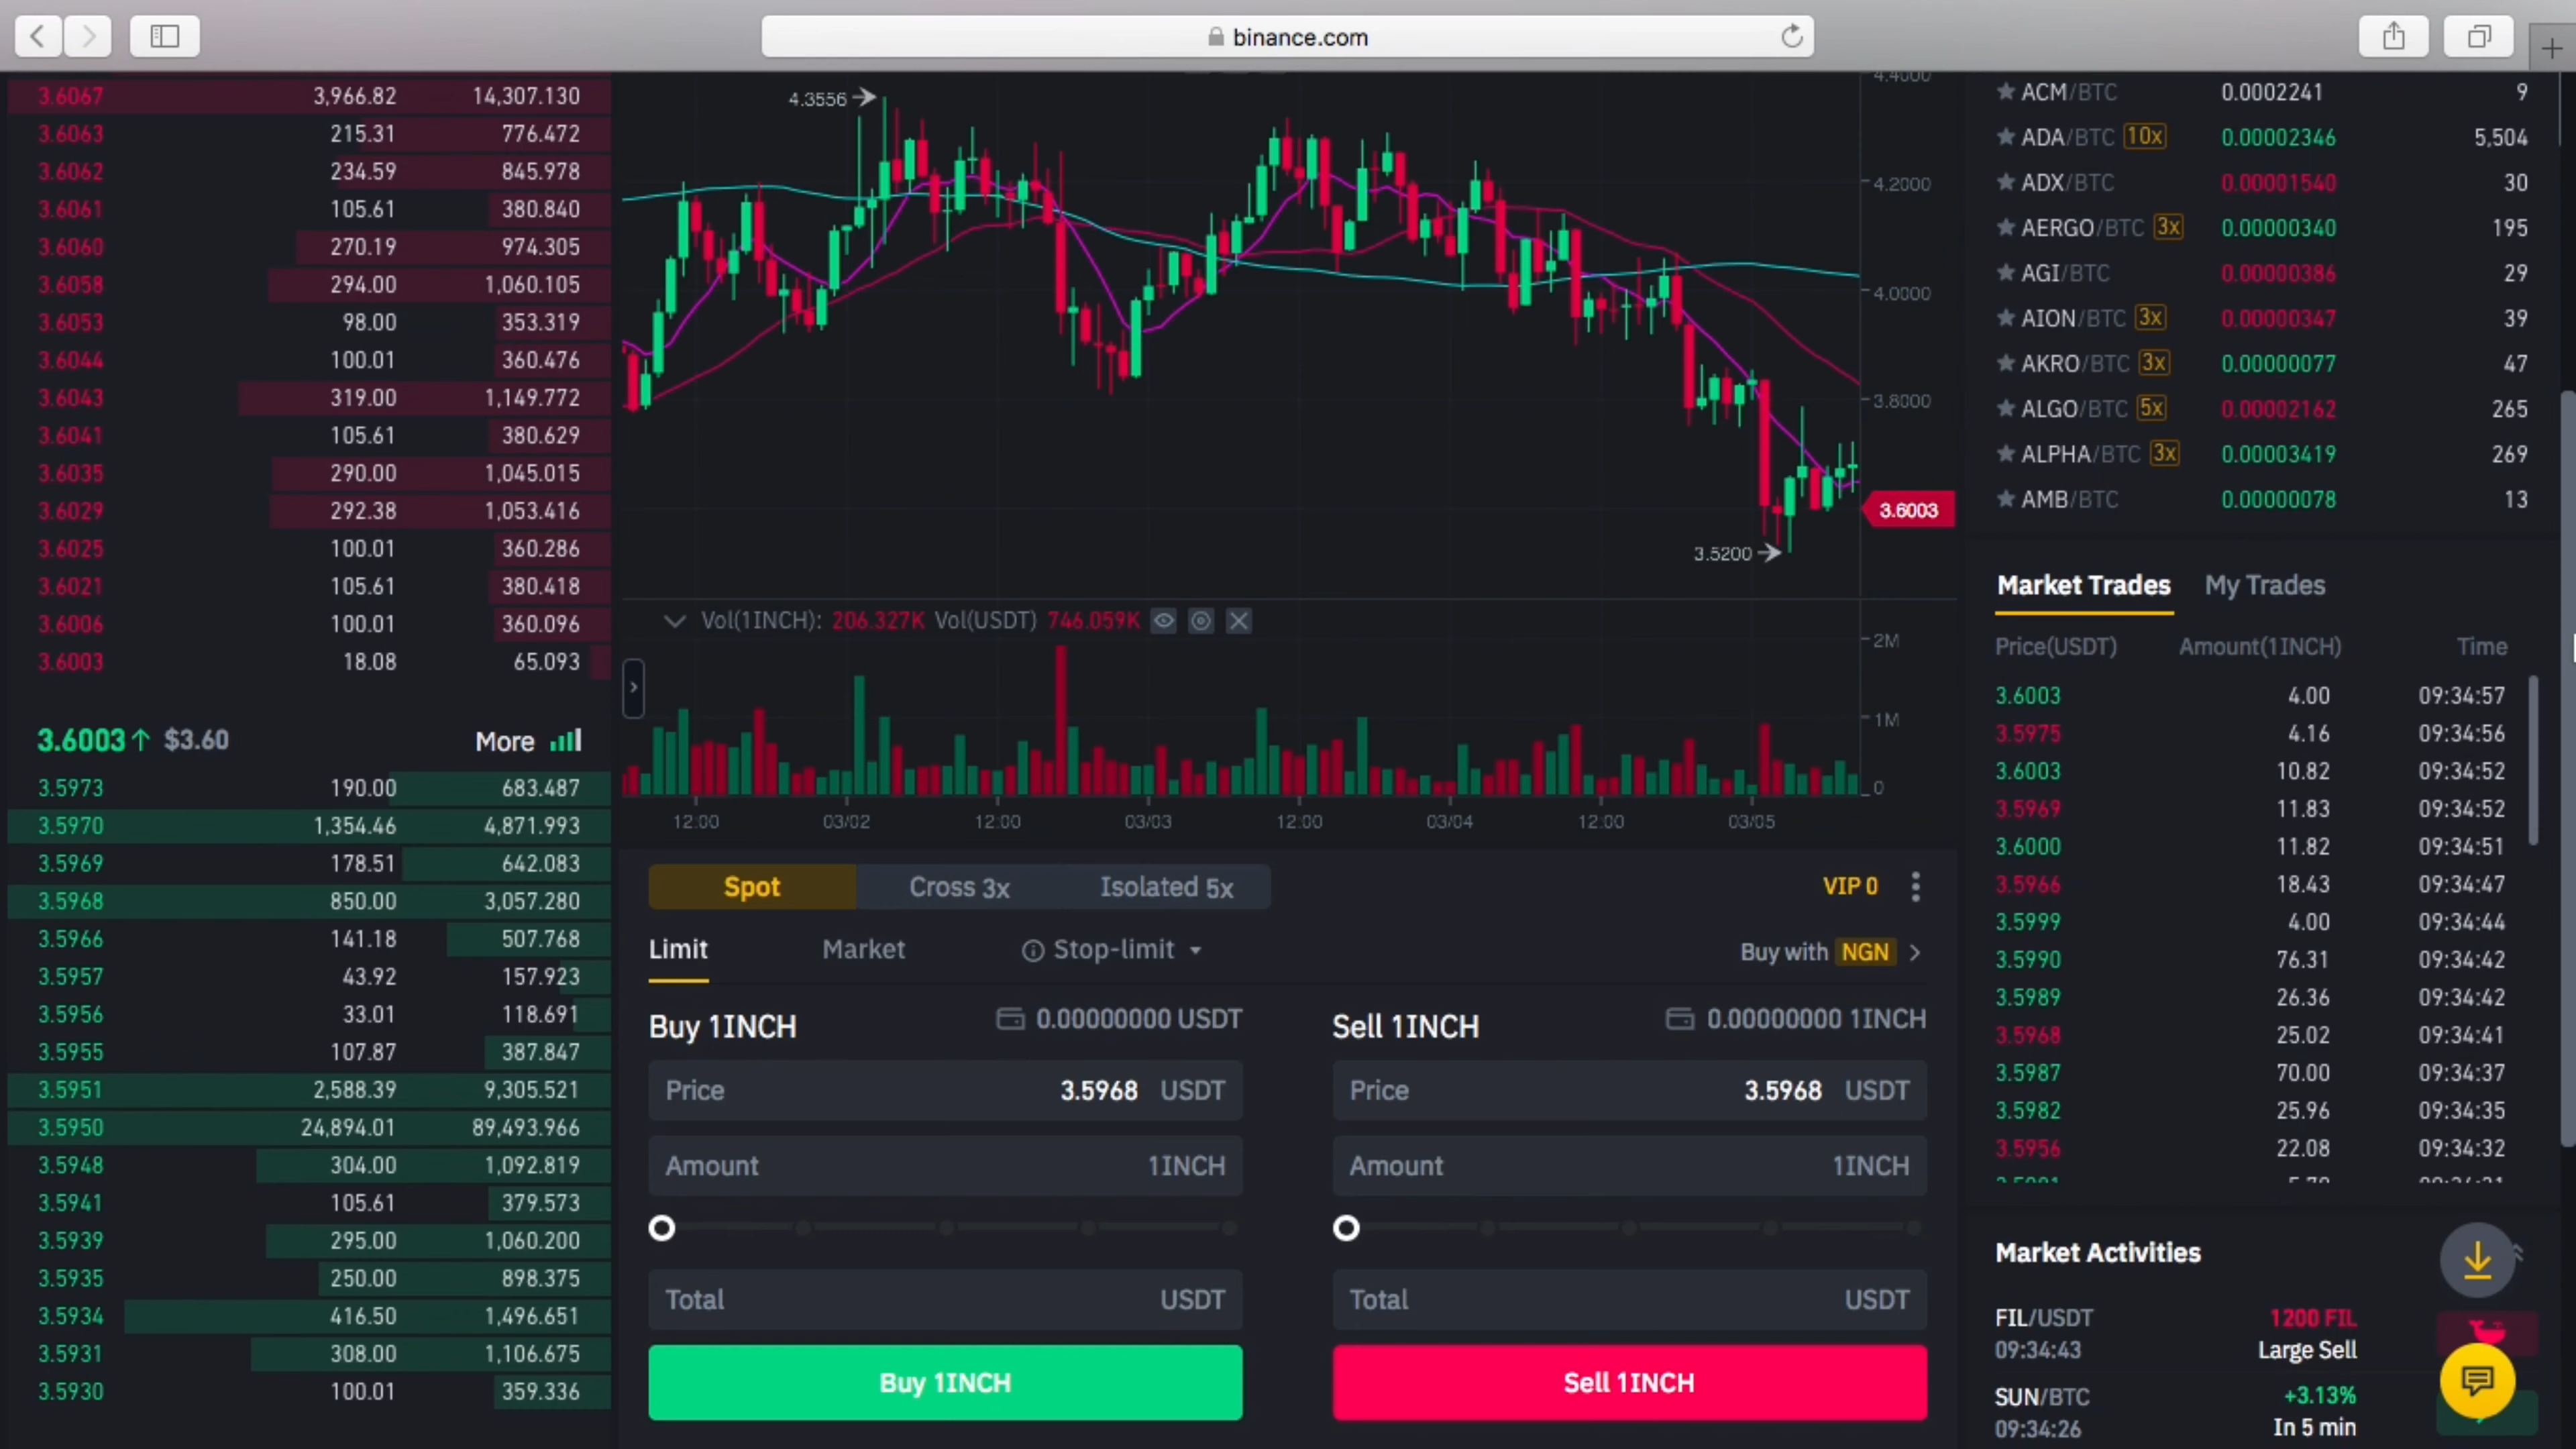 binance.com
3.6067 3,966.82 14,307.130
3.6063 215.31 776.472
3.6062 234.59 845.978
3.6061 105.61 380.840
3.6060 270.19 974.305
3.6058 294.00 1,060.105
3.6053 98.00 353.319
3.6044 100.01 360.476
3.6043 319.00 1,149.772
3.6041 105.61 380.629
3.6035 290.00 1,045.015
3.6029 292.38 1,053.416
3.6025 100.01 360.286
3.6021 105.61 380.418
3.6006 100.01 360.096
3.6003 18.08 65.093
3.6003↑ $3.60 More
3.5973 190.00 683.487
3.5970 1,354.46 4,871.993
3.5969 178.51 642.083
3.5968 850.00 3,057.280
3.5966 141.18 507.768
3.5957 43.92 157.923
3.5956 33.01 118.691
3.5955 107.87 387.847
3.5951 2,588.39 9,305.521
3.5950 24,894.01 89,493.966
3.5948 304.00 1,092.819
3.5941 105.61 379.573
3.5939 295.00 1,060.200
3.5935 250.00 898.375
3.5934 416.50 1,496.651
3.5931 308.00 1,106.675
3.5930 100.01 359.336
4.4000
4.3556
4.2000
4.0000
3.8000
3.6003
3.5200
Vol(1INCH): 206.327K Vol(USDT) 746.059K
2M
1M
0
12:00 03/02 12:00 03/03 12:00 03/04 12:00 03/05
Spot Cross 3x Isolated 5x VIP 0
Limit Market Stop-limit Buy with NGN
Buy 1INCH 0.00000000 USDT
Price 3.5968 USDT
Amount 1INCH
Total USDT
Buy 1INCH
Sell 1INCH 0.00000000 1INCH
Price 3.5968 USDT
Amount 1INCH
Total USDT
Sell 1INCH
ACM/BTC 0.0002241 9
ADA/BTC 10x 0.00002346 5,504
ADX/BTC 0.00001540 30
AERGO/BTC 3x 0.00000340 195
AGI/BTC 0.00000386 29
AION/BTC 3x 0.00000347 39
AKRO/BTC 3x 0.00000077 47
ALGO/BTC 5x 0.00002162 265
ALPHA/BTC 3x 0.00003419 269
AMB/BTC 0.00000078 13
Market Trades My Trades
Price(USDT) Amount(1INCH) Time
3.6003 4.00 09:34:57
3.5975 4.16 09:34:56
3.6003 10.82 09:34:52
3.5969 11.83 09:34:52
3.6000 11.82 09:34:51
3.5966 18.43 09:34:47
3.5999 4.00 09:34:44
3.5990 76.31 09:34:42
3.5989 26.36 09:34:42
3.5968 25.02 09:34:41
3.5987 70.00 09:34:37
3.5982 25.96 09:34:35
3.5956 22.08 09:34:32
Market Activities
FIL/USDT 1200 FIL
09:34:43 Large Sell
SUN/BTC +3.13%
09:34:26 In 5 min